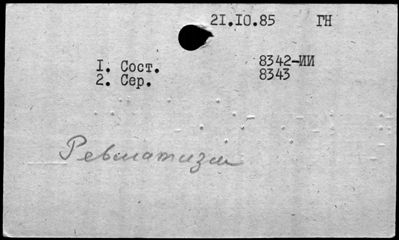 21.10.85 ГН
1. Сост. 8342-ИИ
2. Сер. 8343
Ревматизм